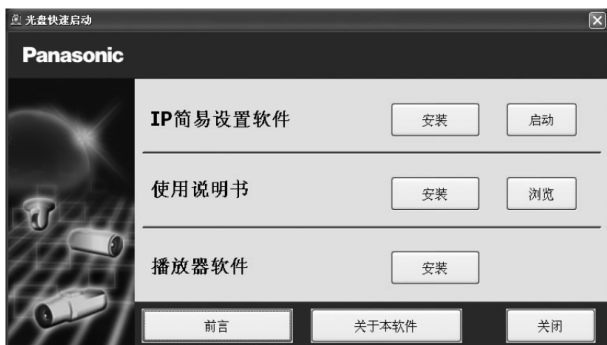 光盘快速启动
Panasonic
IP简易设置软件 安装 启动
使用说明书 安装 浏览
播放器软件 安装
前言 关于本软件 关闭